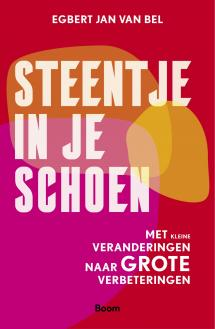 EGBERT JAN VAN BEL
STEENTJE
IN JE
SCHOEN
MET KLEINE
VERANDERINGEN
NAAR GROTE
VERBETERINGEN
Boom